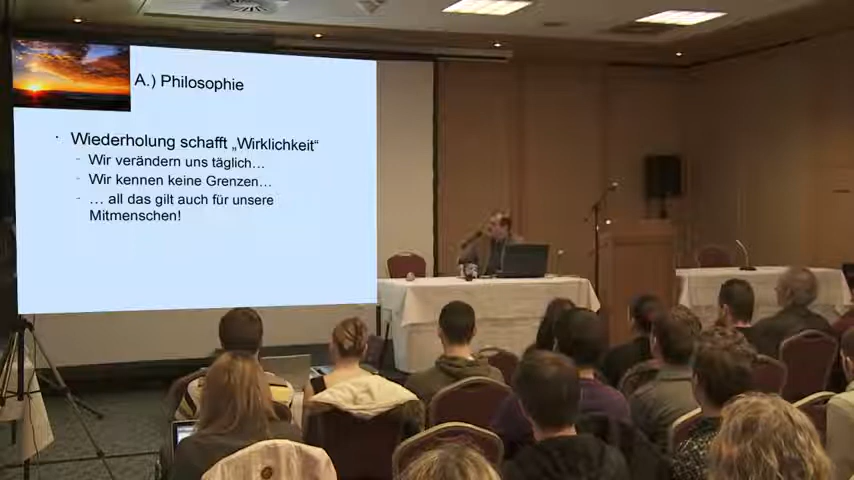 A.) Philosophie
· Wiederholung schafft „Wirklichkeit“
- Wir verändern uns täglich…
- Wir kennen keine Grenzen…
- … all das gilt auch für unsere
Mitmenschen!